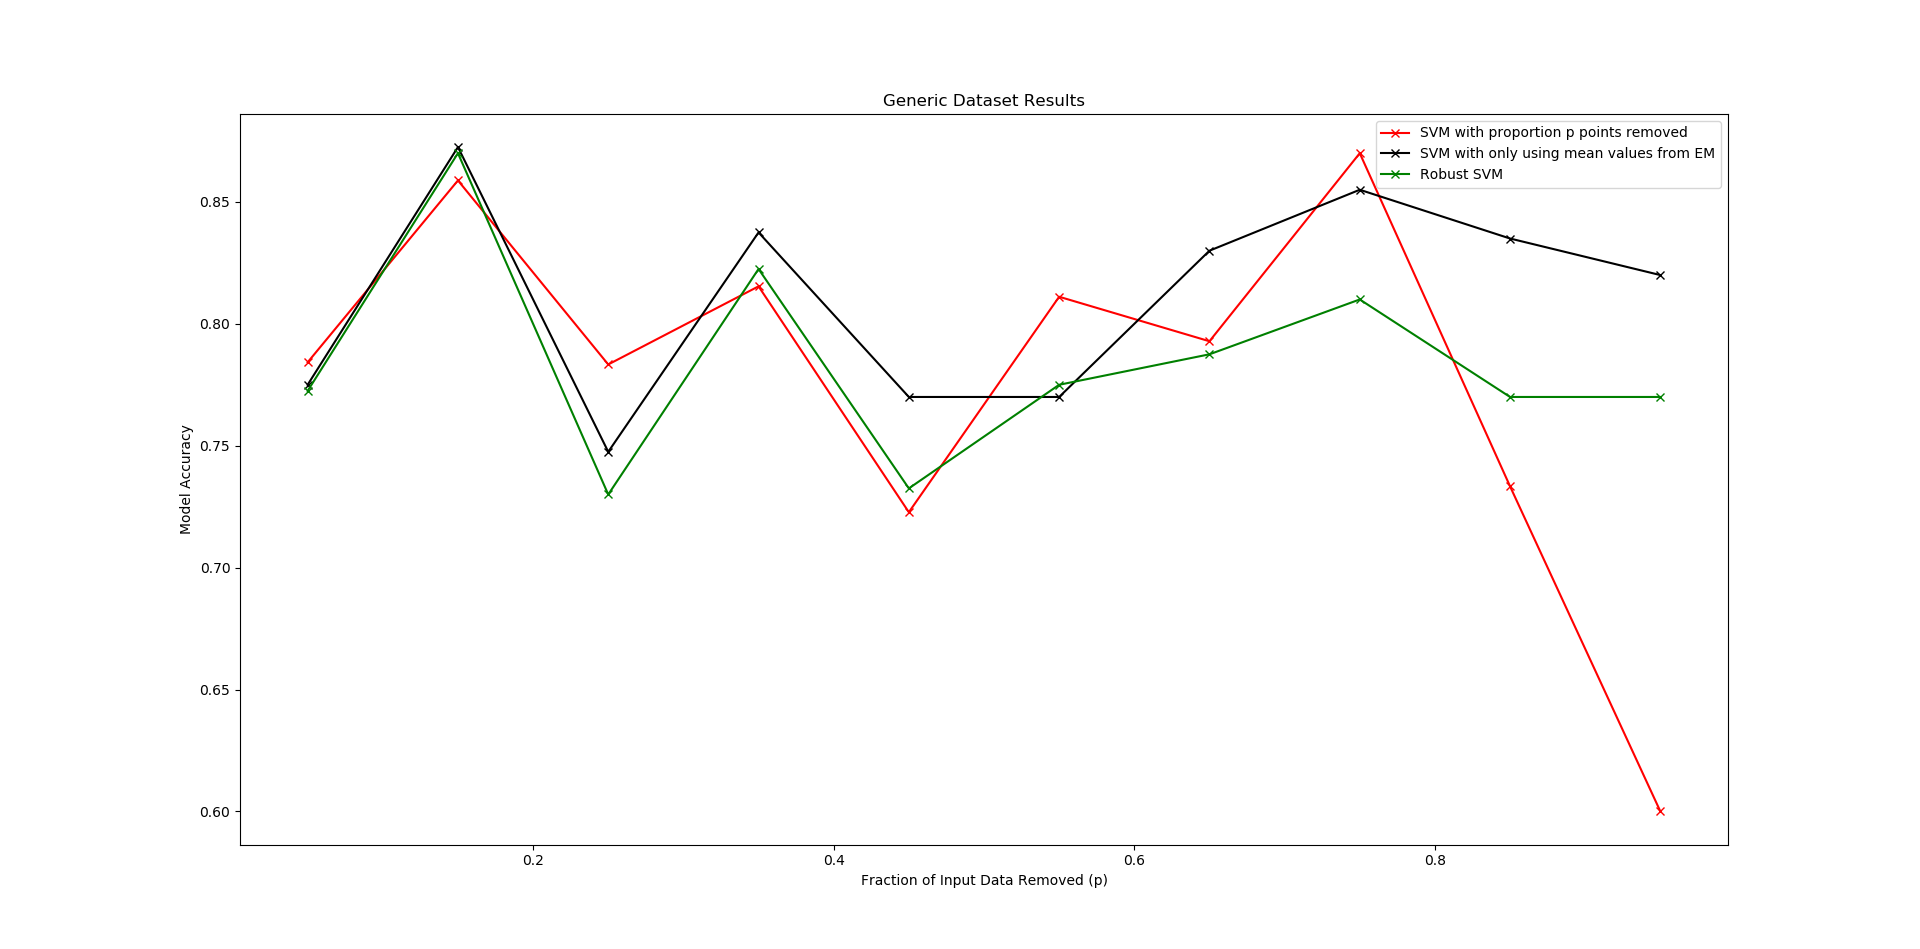 Generic Dataset Results
SVM with proportion p points removed
SVM with only using mean values from EM
Robust SVM
0.85
0.80
0.75
0.70
0.65
0.60
Model Accuracy
0.2
0.4
0.6
0.8
Fraction of Input Data Removed (p)